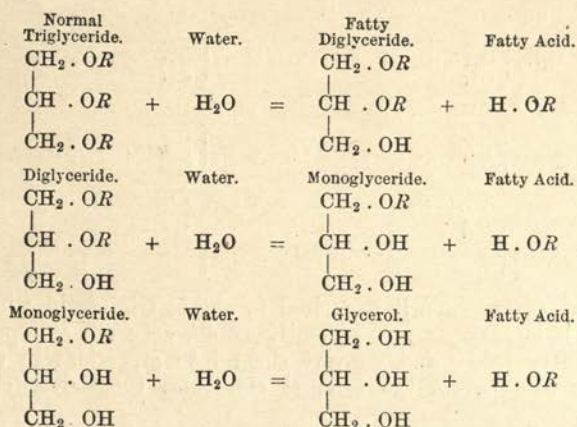 Normal Triglyceride. Water. Fatty Diglyceride. Fatty Acid.
CH₂ . OR CH₂ . OR
| |
CH . OR + H₂O = CH . OR + H . OR
| |
CH₂ . OR CH₂ . OH
Diglyceride. Water. Monoglyceride. Fatty Acid.
CH₂ . OR CH₂ . OR
| |
CH . OR + H₂O = CH . OH + H . OR
| |
CH₂ . OH CH₂ . OH
Monoglyceride. Water. Glycerol. Fatty Acid.
CH₂ . OR CH₂ . OH
| |
CH . OH + H₂O = CH . OH + H . OR
| |
CH₂ . OH CH₂ . OH